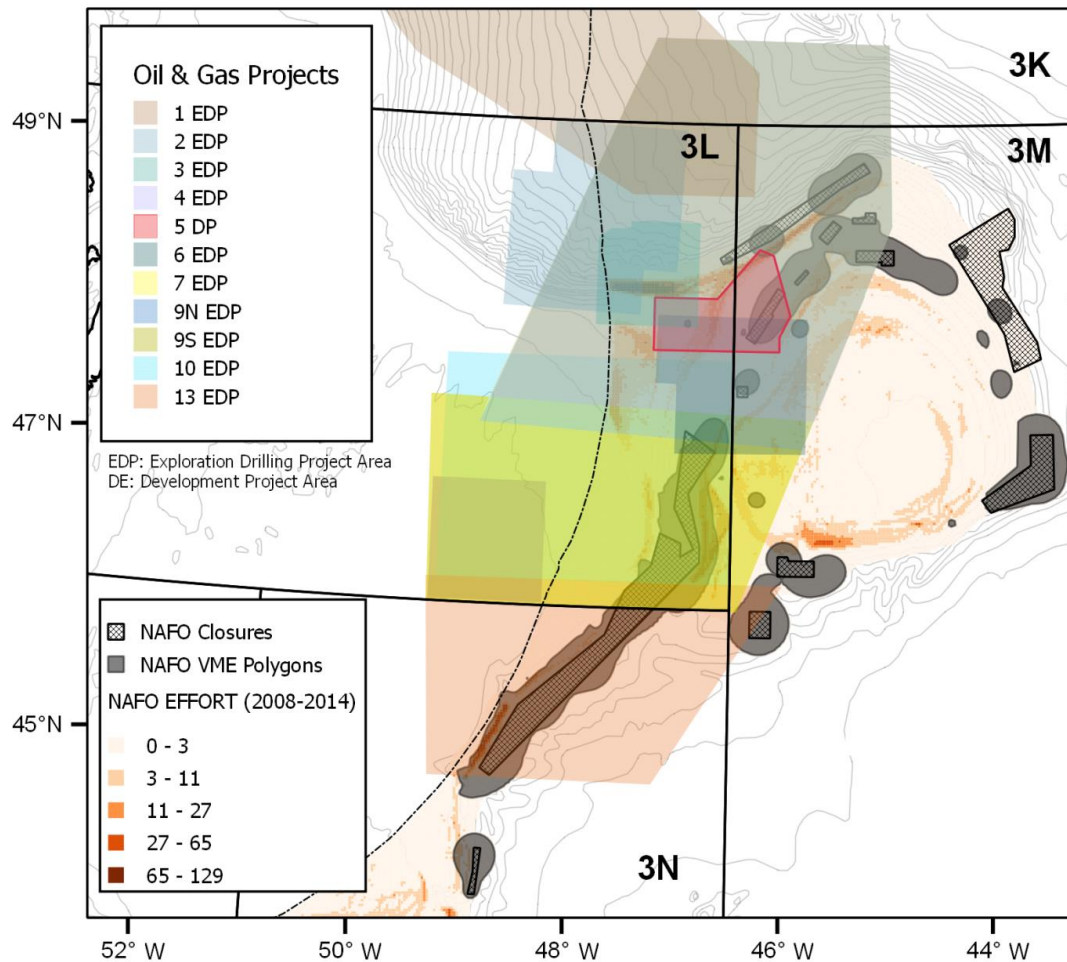 Oil & Gas Projects
1 EDP
2 EDP
3 EDP
4 EDP
5 DP
6 EDP
7 EDP
9N EDP
9S EDP
10 EDP
13 EDP
EDP: Exploration Drilling Project Area
DE: Development Project Area
3K
3L
3M
3N
49°N
47°N
45°N
NAFO Closures
NAFO VME Polygons
NAFO EFFORT (2008-2014)
0 - 3
3 - 11
11 - 27
27 - 65
65 - 129
52° W
50° W
48° W
46° W
44° W